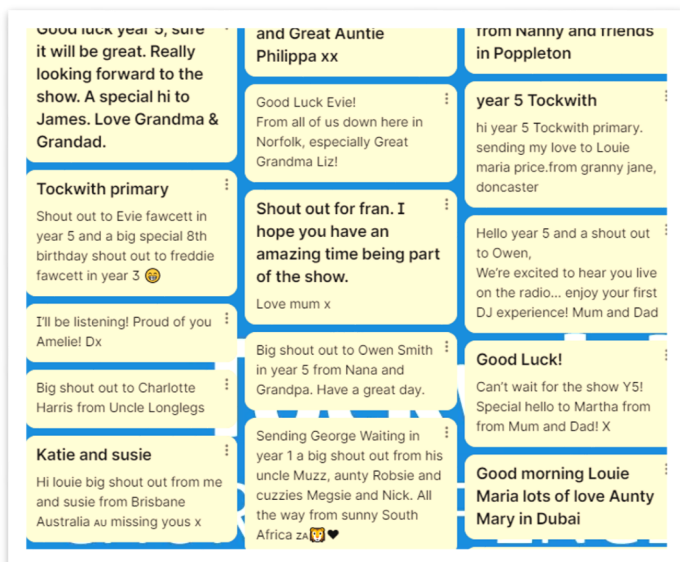 Good luck year 5, sure
it will be great. Really
looking forward to the
show. A special hi to
James. Love Grandma &
Grandad.
Tockwith primary
Shout out to Evie fawcett in
year 5 and a big special 8th
birthday shout out to freddie
fawcett in year 3 😁
I'll be listening! Proud of you
Amelie! Dx
Big shout out to Charlotte
Harris from Uncle Longlegs
Katie and susie
Hi louie big shout out from me
and susie from Brisbane
Australia AU missing yous x
and Great Auntie
Philippa xx
Good Luck Evie!
From all of us down here in
Norfolk, especially Great
Grandma Liz!
Shout out for fran. I
hope you have an
amazing time being part
of the show.
Love mum x
Big shout out to Owen Smith
in year 5 from Nana and
Grandpa. Have a great day.
Sending George Waiting in
year 1 a big shout out from his
uncle Muzz, aunty Robsie and
cuzzies Megsie and Nick. All
the way from sunny South
Africa ZA🐯🖤
from Nanny and friends
in Poppleton
year 5 Tockwith
hi year 5 Tockwith primary.
sending my love to Louie
maria price.from granny jane,
doncaster
Hello year 5 and a shout out
to Owen,
We're excited to hear you live
on the radio... enjoy your first
DJ experience! Mum and Dad
Good Luck!
Can't wait for the show Y5!
Special hello to Martha from
from Mum and Dad! X
Good morning Louie
Maria lots of love Aunty
Mary in Dubai